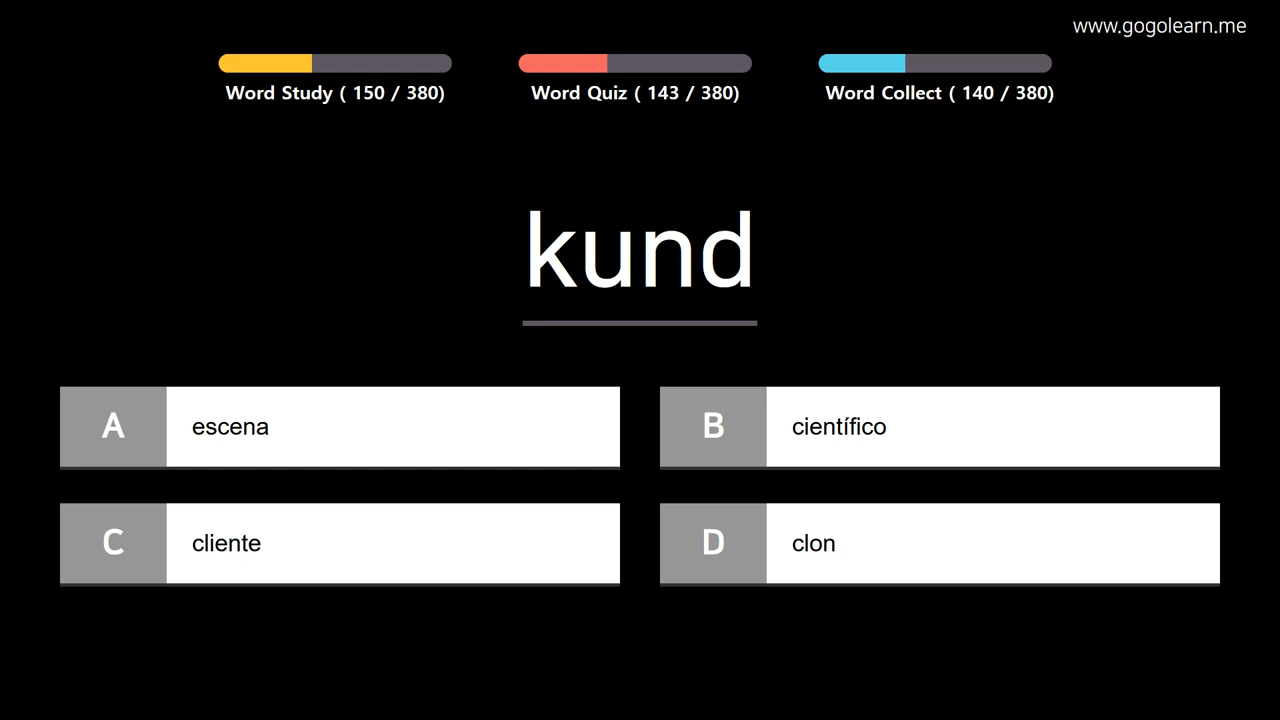 www.gogolearn.me
Word Study ( 150 / 380)
Word Quiz ( 143 / 380)
Word Collect ( 140 / 380)
kund
A escena
B científico
C cliente
D clon